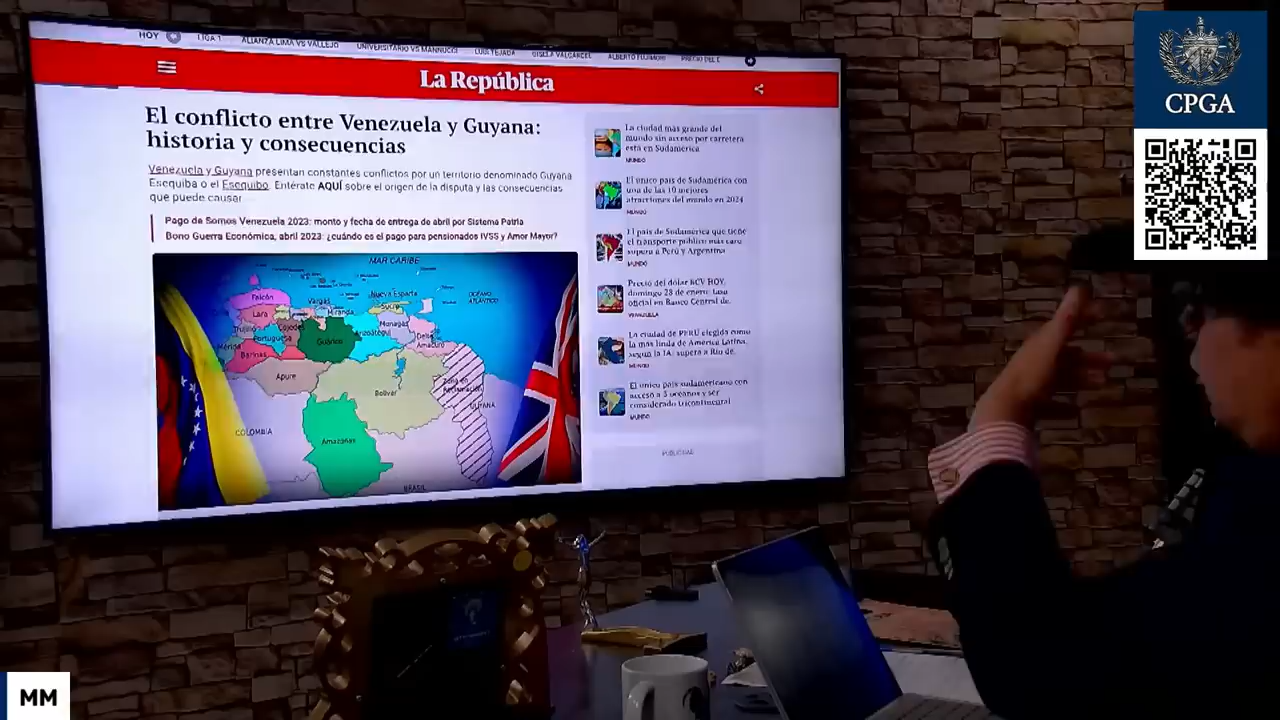 HOY
LIGA 1
ALIANZA LIMA VS VALLEJO
UNIVERSITARIO VS MANNUCCI
LUIS TEJADA
GISELA VALCARCEL
ALBERTO FUJIMORI
La República
El conflicto entre Venezuela y Guyana:
historia y consecuencias
Venezuela y Guyana presentan constantes conflictos por un territorio denominado Guyana
Esequiba o el Esequibo. Entérate AQUÍ sobre el origen de la disputa y las consecuencias
que puede causar
Pago de Somos Venezuela 2023: monto y fecha de entrega de abril por Sistema Patria
Bono Guerra Económica, abril 2023: ¿cuándo es el pago para pensionados IVSS y Amor Mayor?
MAR CARIBE
OCÉANO
ATLÁNTICO
Falcón
Lara
Vargas
Miranda
Nueva Esparta
Sucre
Trujillo
Cojedes
Portuguesa
Guárico
Anzoátegui
Monagas
Delta
Amacuro
Mérida
Barinas
Apure
Bolívar
Zona en
Reclamación
GUYANA
COLOMBIA
Amazonas
BRASIL
La ciudad más grande del
mundo sin acceso por carretera
está en Sudamérica
MUNDO
El único país de Sudamérica con
una de las 10 mejores
atracciones del mundo en 2024
MUNDO
El país de Sudamérica que tiene
el transporte público más caro
supera a Perú y Argentina
MUNDO
Precio del dólar BCV HOY,
domingo 28 de enero: tasa
oficial en Banco Central de.
VENEZUELA
La ciudad de PERÚ elegida como
la más linda de América Latina,
según la IA: supera a Río de.
MUNDO
El único país sudamericano con
acceso a 3 océanos y ser
considerado tricontinental
MUNDO
PUBLICIDAD
CPGA
MM